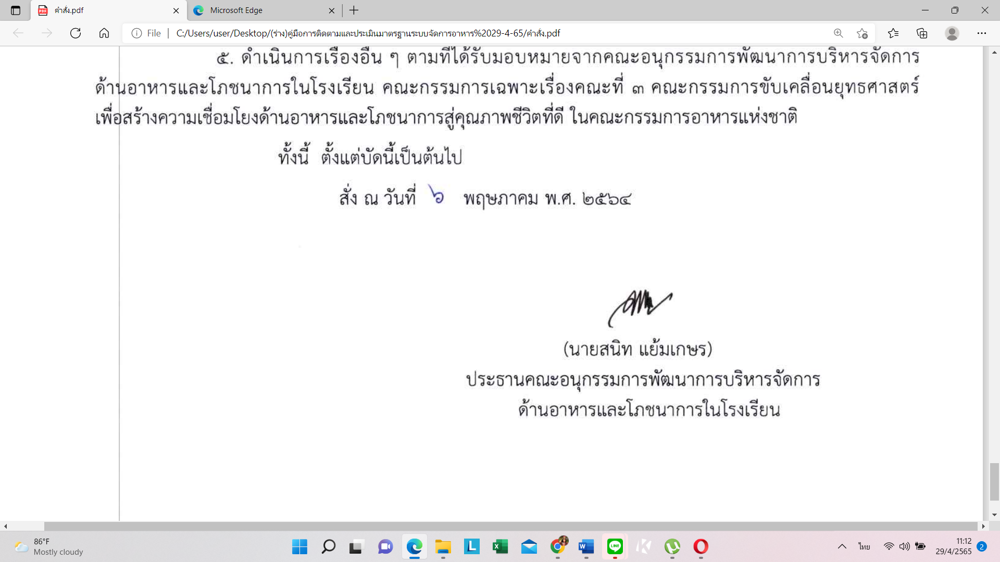 คำสั่ง.pdf
Microsoft Edge
File
C:/Users/user/Desktop/(ร่าง)คู่มือการติดตามและประเมินมาตรฐานระบบจัดการอาหาร%2029-4-65/คำสั่ง.pdf
๕. ดำเนินการเรื่องอื่น ๆ ตามที่ได้รับมอบหมายจากคณะอนุกรรมการพัฒนาการบริหารจัดการ
ด้านอาหารและโภชนาการในโรงเรียน คณะกรรมการเฉพาะเรื่องคณะที่ ๓ คณะกรรมการขับเคลื่อนยุทธศาสตร์
เพื่อสร้างความเชื่อมโยงด้านอาหารและโภชนาการสู่คุณภาพชีวิตที่ดี ในคณะกรรมการอาหารแห่งชาติ
ทั้งนี้ ตั้งแต่บัดนี้เป็นต้นไป
สั่ง ณ วันที่ ๖ พฤษภาคม พ.ศ. ๒๕๖๔
(นายสนิท แย้มเกษร)
ประธานคณะอนุกรรมการพัฒนาการบริหารจัดการ
ด้านอาหารและโภชนาการในโรงเรียน
86°F
Mostly cloudy
LINE
ไทย
11:12
29/4/2565
2